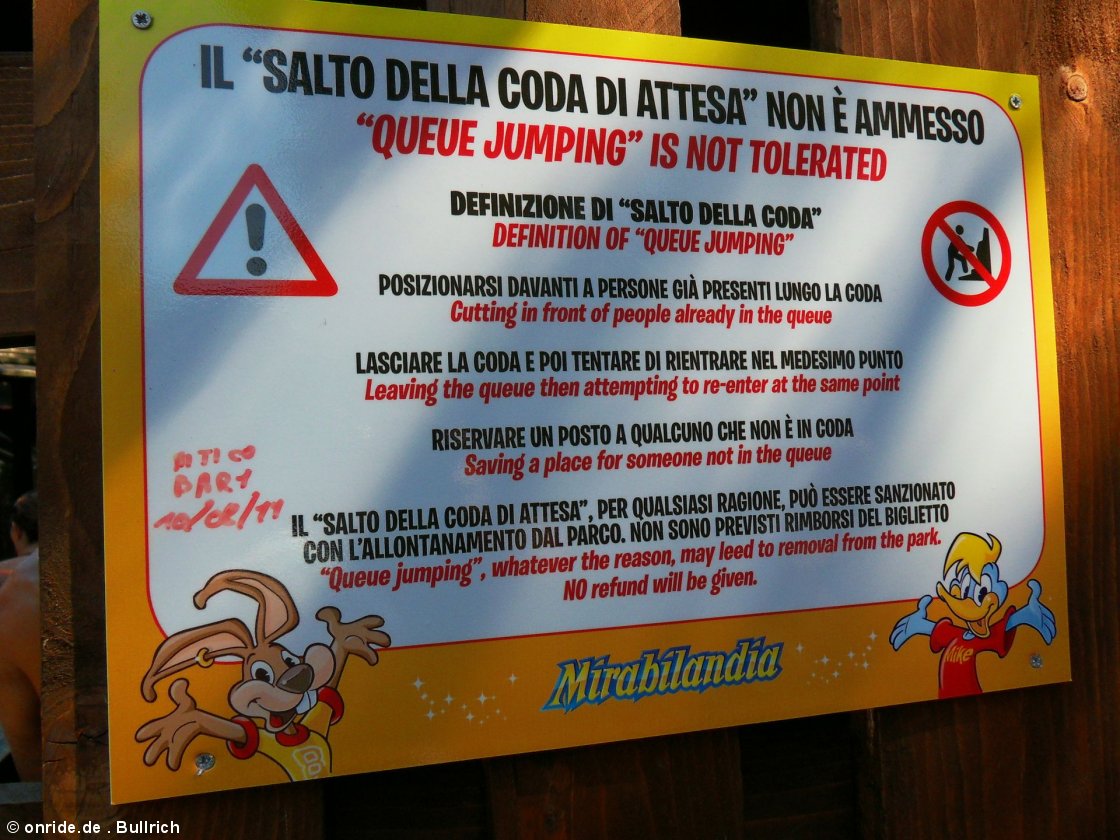 IL “SALTO DELLA CODA DI ATTESA” NON È AMMESSO
“QUEUE JUMPING” IS NOT TOLERATED
DEFINIZIONE DI “SALTO DELLA CODA”
DEFINITION OF “QUEUE JUMPING”
POSIZIONARSI DAVANTI A PERSONE GIÀ PRESENTI LUNGO LA CODA
Cutting in front of people already in the queue
LASCIARE LA CODA E POI TENTARE DI RIENTRARE NEL MEDESIMO PUNTO
Leaving the queue then attempting to re-enter at the same point
RISERVARE UN POSTO A QUALCUNO CHE NON È IN CODA
Saving a place for someone not in the queue
IL “SALTO DELLA CODA DI ATTESA”, PER QUALSIASI RAGIONE, PUÒ ESSERE SANZIONATO
CON L’ALLONTANAMENTO DAL PARCO. NON SONO PREVISTI RIMBORSI DEL BIGLIETTO
“Queue jumping”, whatever the reason, may leed to removal from the park.
NO refund will be given.
Mike
B
Mirabilandia
© onride.de . Bullrich